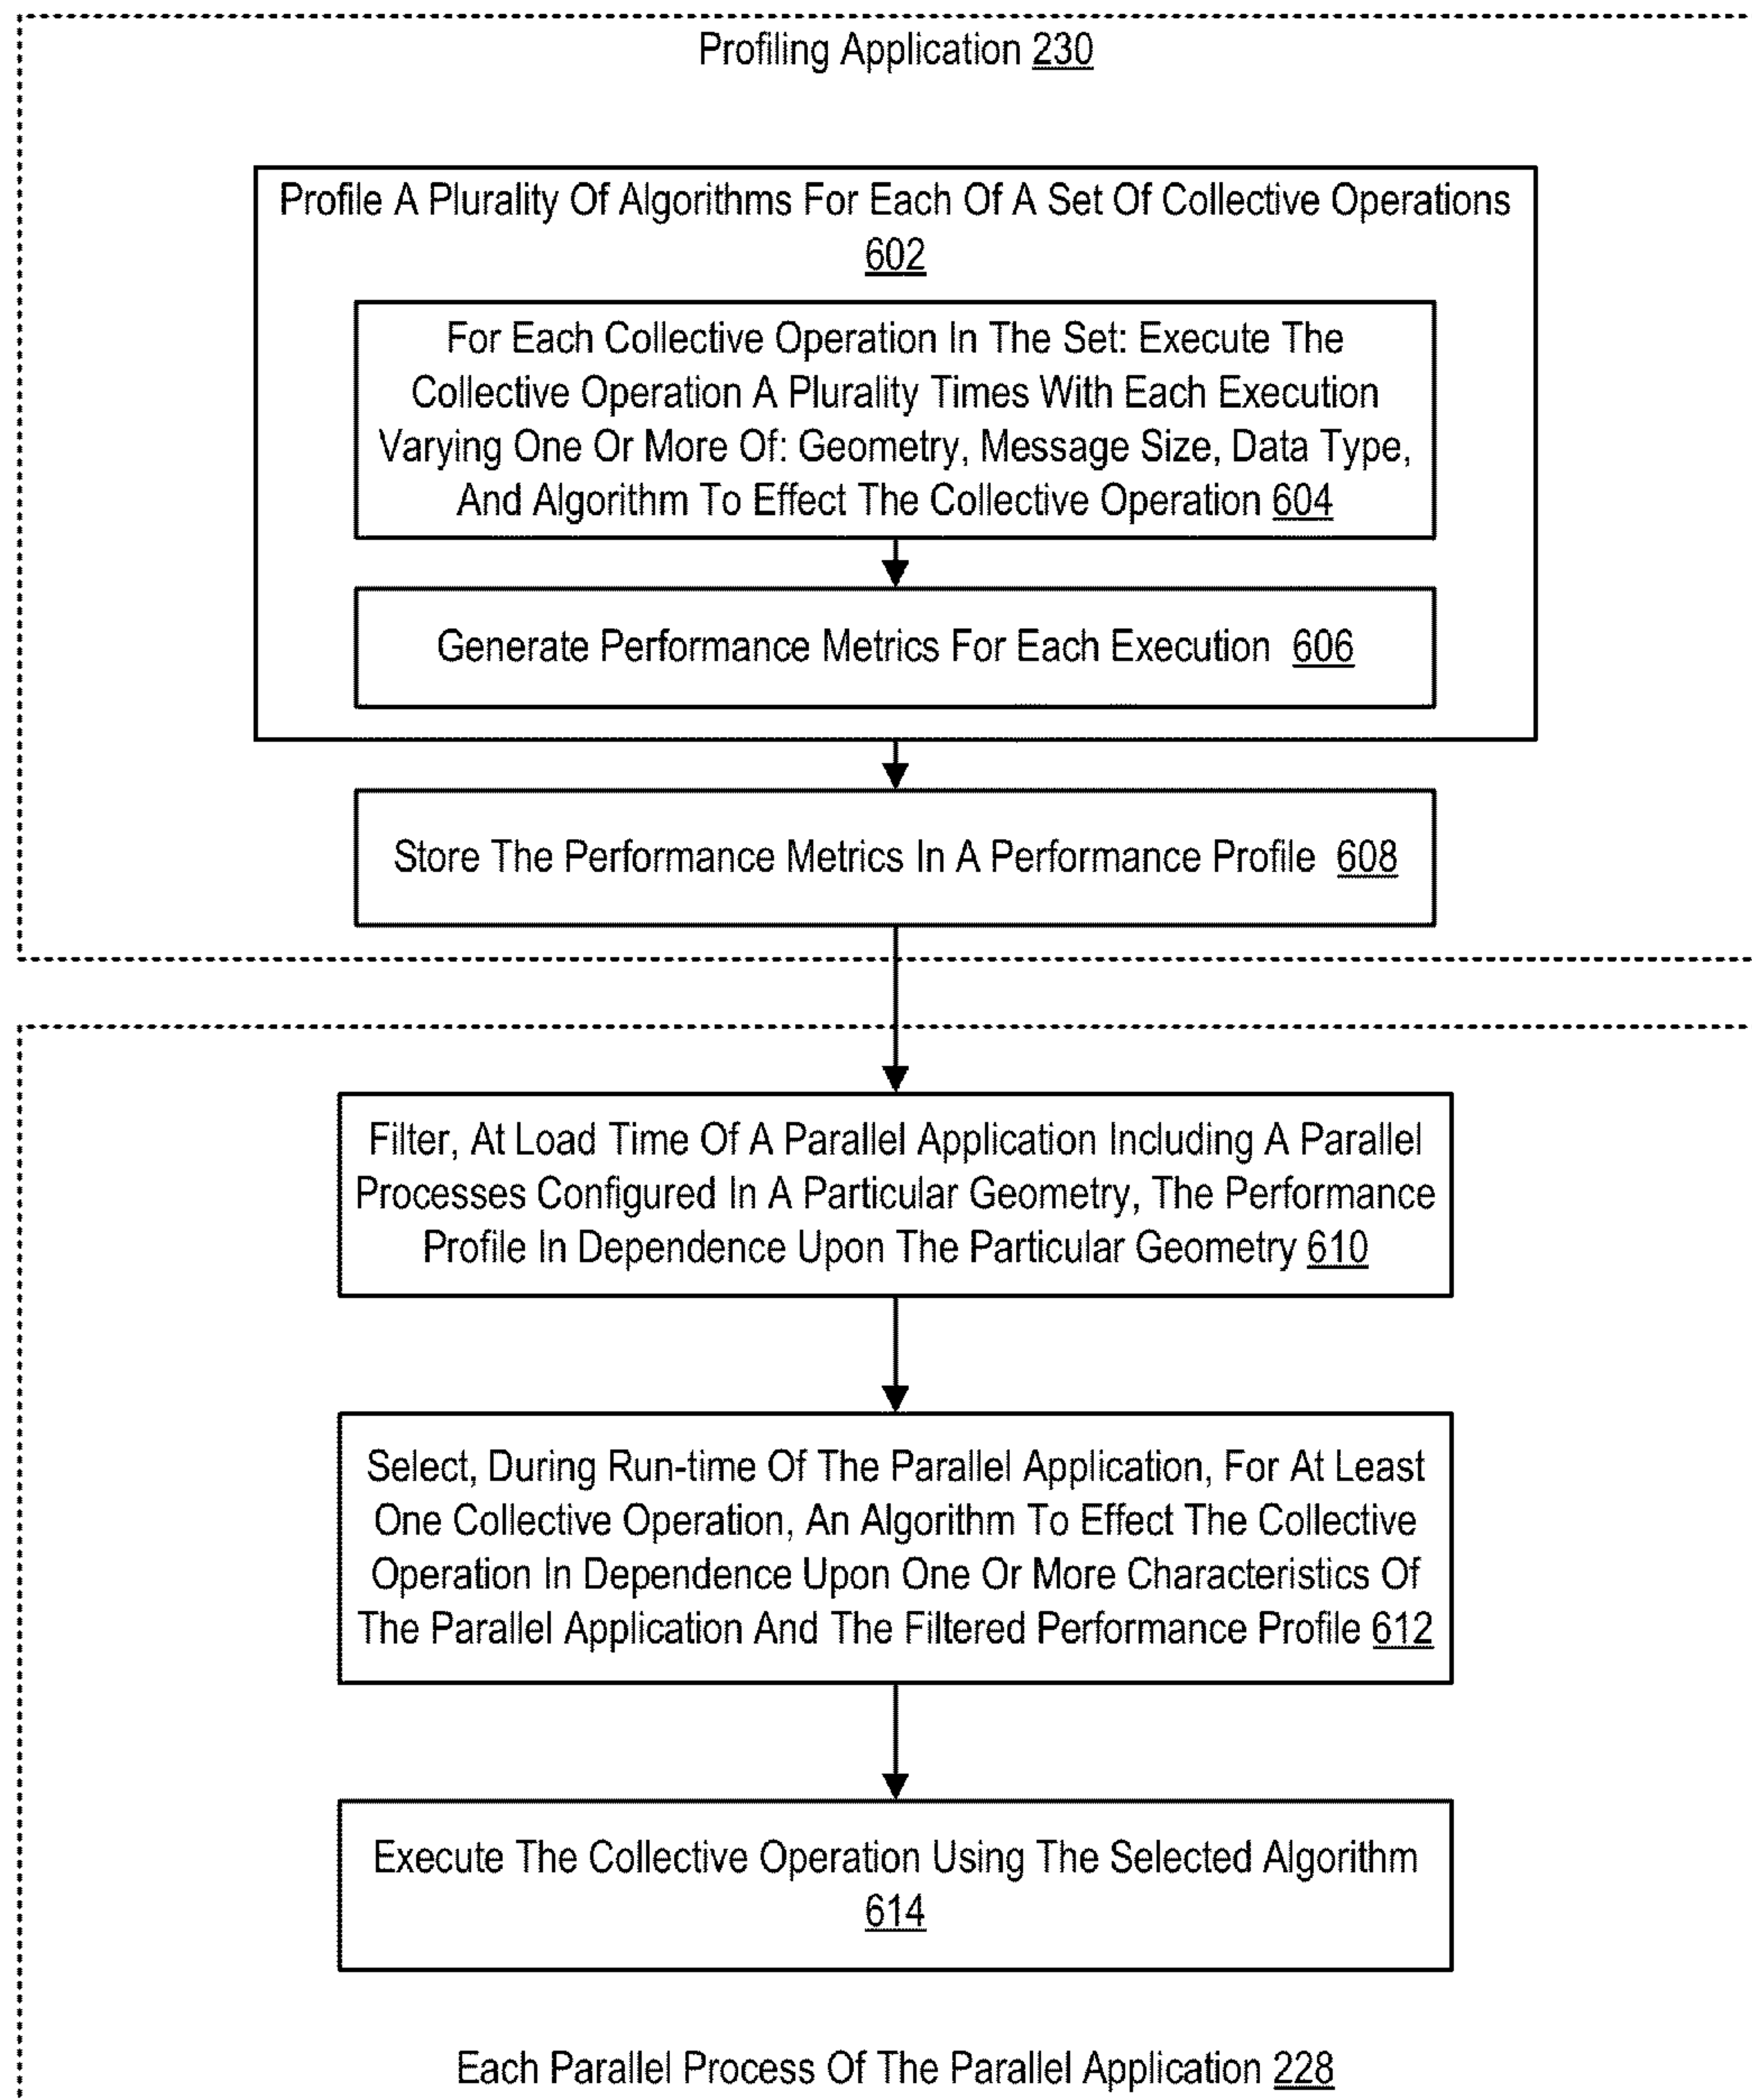 Profiling Application 230
Profile A Plurality Of Algorithms For Each Of A Set Of Collective Operations
602
For Each Collective Operation In The Set: Execute The
Collective Operation A Plurality Times With Each Execution
Varying One Or More Of: Geometry, Message Size, Data Type,
And Algorithm To Effect The Collective Operation 604
Generate Performance Metrics For Each Execution 606
Store The Performance Metrics In A Performance Profile 608
Filter, At Load Time Of A Parallel Application Including A Parallel
Processes Configured In A Particular Geometry, The Performance
Profile In Dependence Upon The Particular Geometry 610
Select, During Run-time Of The Parallel Application, For At Least
One Collective Operation, An Algorithm To Effect The Collective
Operation In Dependence Upon One Or More Characteristics Of
The Parallel Application And The Filtered Performance Profile 612
Execute The Collective Operation Using The Selected Algorithm
614
Each Parallel Process Of The Parallel Application 228